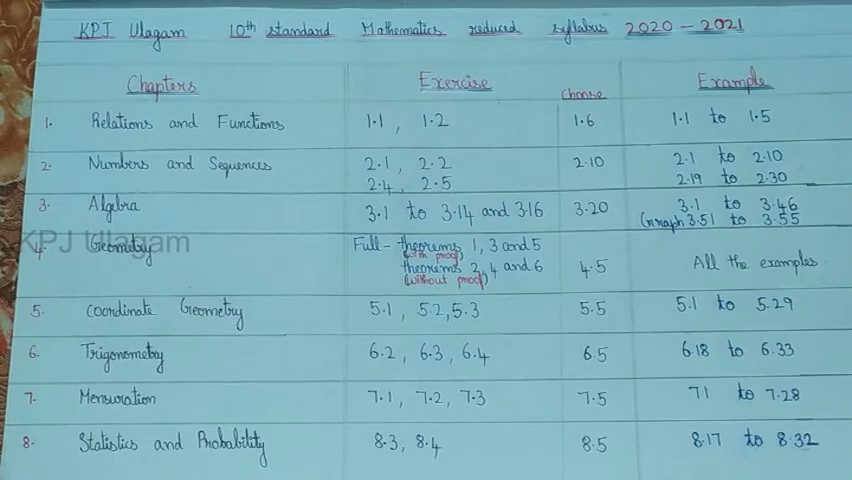 KPJ Ulagam 10th standard Mathematics reduced syllabus 2020 - 2021
Chapters Exercise Choose Example
1. Relations and Functions 1.1, 1.2 1.6 1.1 to 1.5
2. Numbers and Sequences 2.1, 2.2 2.10 2.1 to 2.10
2.4, 2.5 2.19 to 2.30
3. Algebra 3.1 to 3.14 and 3.16 3.20 3.1 to 3.46
Graph 3.51 to 3.55
KPJ Ulagam
4. Geometry Full - theorems 1, 3 and 5 4.5 All the examples
(with proof)
theorems 2, 4 and 6
(without proof)
5. Coordinate Geometry 5.1, 5.2, 5.3 5.5 5.1 to 5.29
6. Trigonometry 6.2, 6.3, 6.4 6.5 6.18 to 6.33
7. Mensuration 7.1, 7.2, 7.3 7.5 7.1 to 7.28
8. Statistics and Probability 8.3, 8.4 8.5 8.17 to 8.32